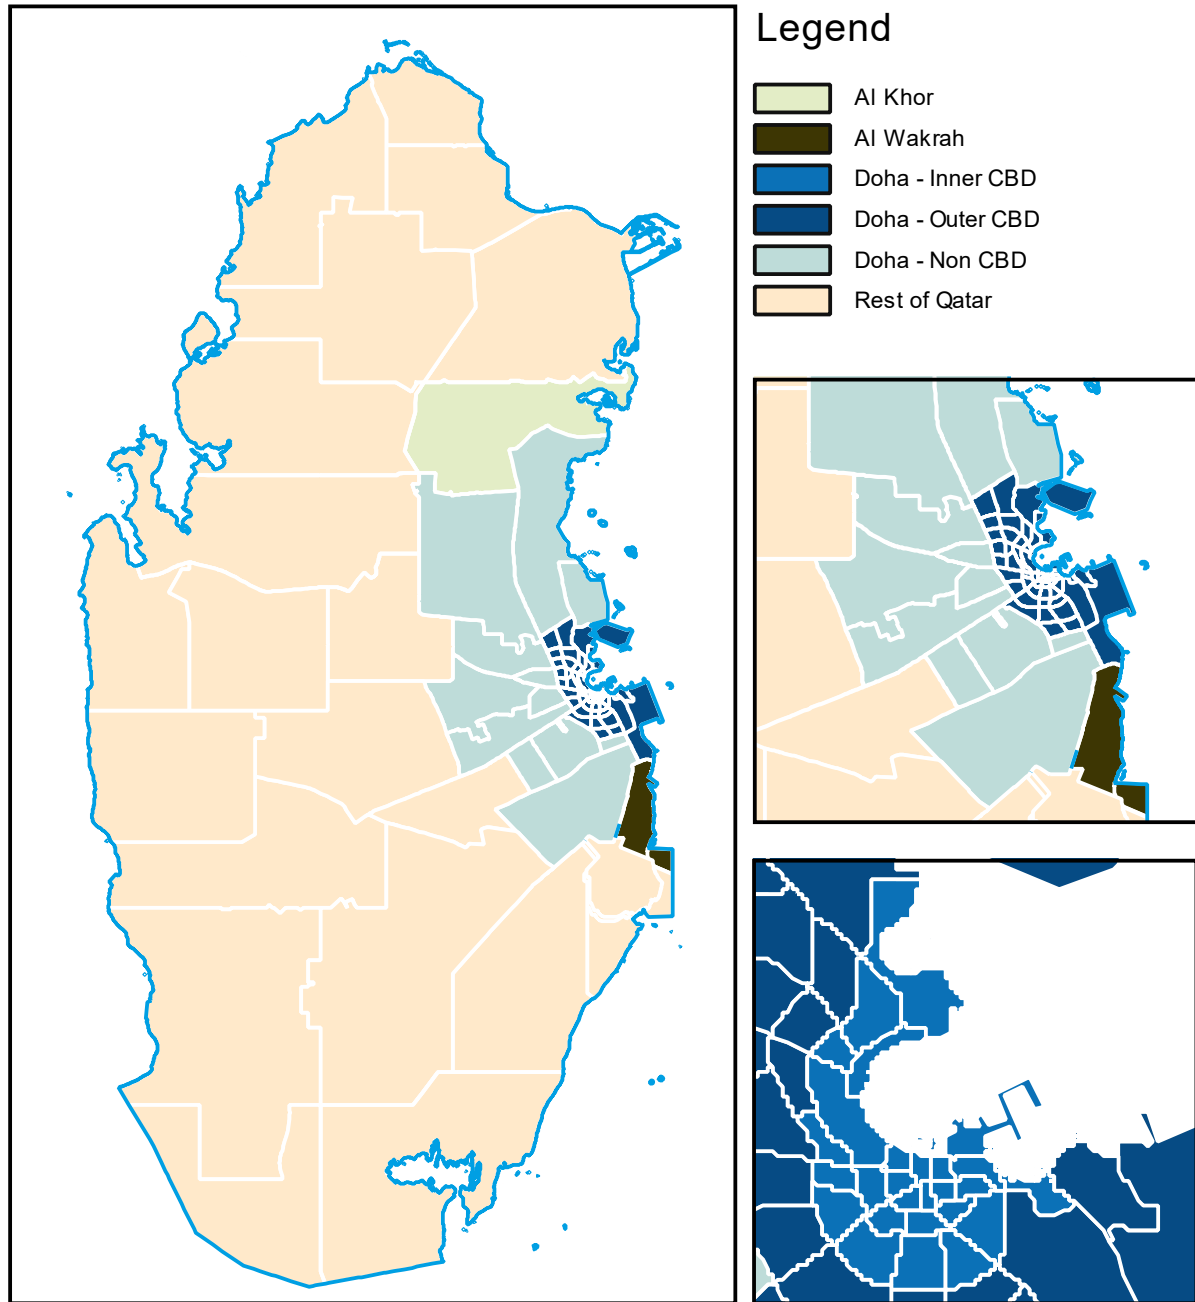 Legend
Al Khor
Al Wakrah
Doha - Inner CBD
Doha - Outer CBD
Doha - Non CBD
Rest of Qatar